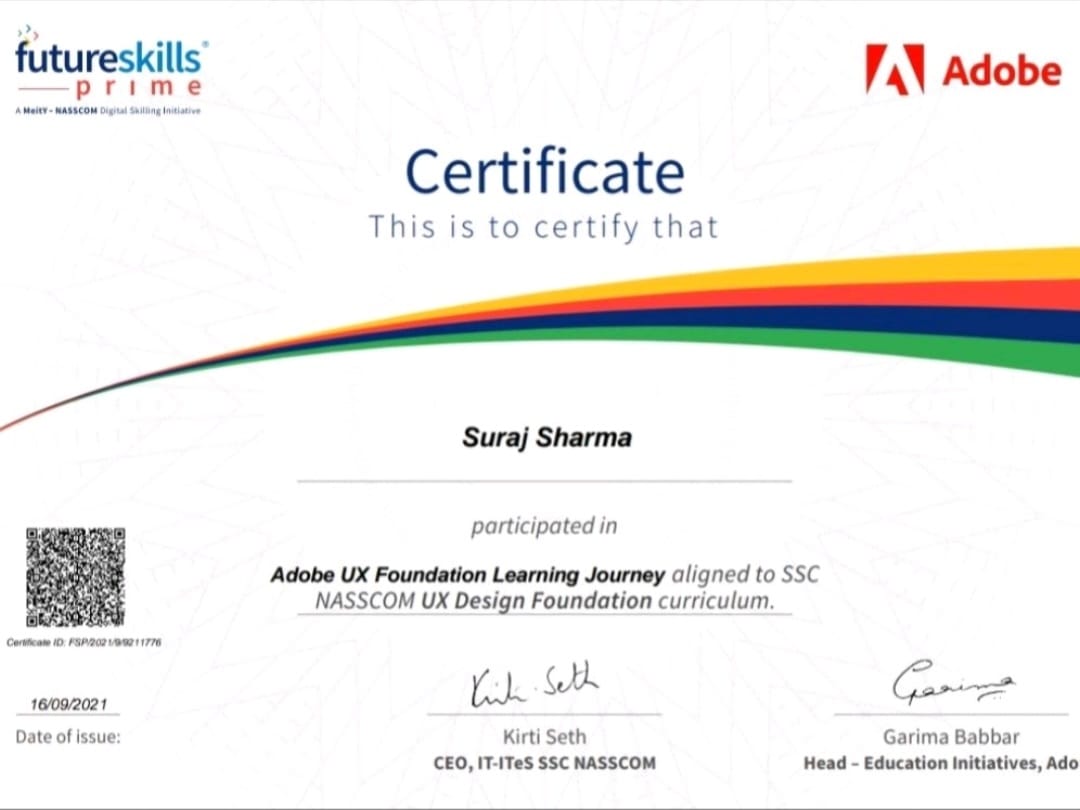 futureskills®
prime
A MeitY – NASSCOM Digital Skilling Initiative
Adobe
Certificate
This is to certify that
Suraj Sharma
participated in
Adobe UX Foundation Learning Journey aligned to SSC
NASSCOM UX Design Foundation curriculum.
Certificate ID: FSP/2021/9/9211776
16/09/2021
Date of issue:
Kirti Seth
Kirti Seth
CEO, IT-ITeS SSC NASSCOM
Garima
Garima Babbar
Head – Education Initiatives, Ado